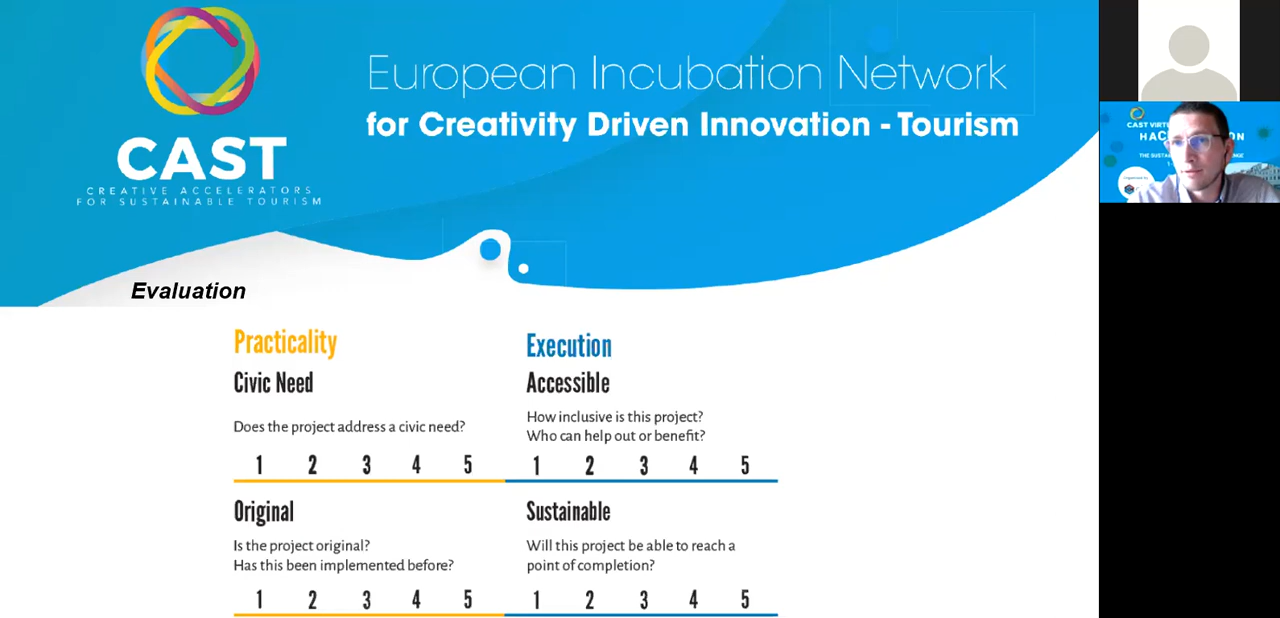 CAST
CREATIVE ACCELERATORS
FOR SUSTAINABLE TOURISM
European Incubation Network
for Creativity Driven Innovation - Tourism
Evaluation
Practicality
Civic Need
Does the project address a civic need?
1 2 3 4 5
Original
Is the project original?
Has this been implemented before?
1 2 3 4 5
Execution
Accessible
How inclusive is this project?
Who can help out or benefit?
1 2 3 4 5
Sustainable
Will this project be able to reach a
point of completion?
1 2 3 4 5
CAST